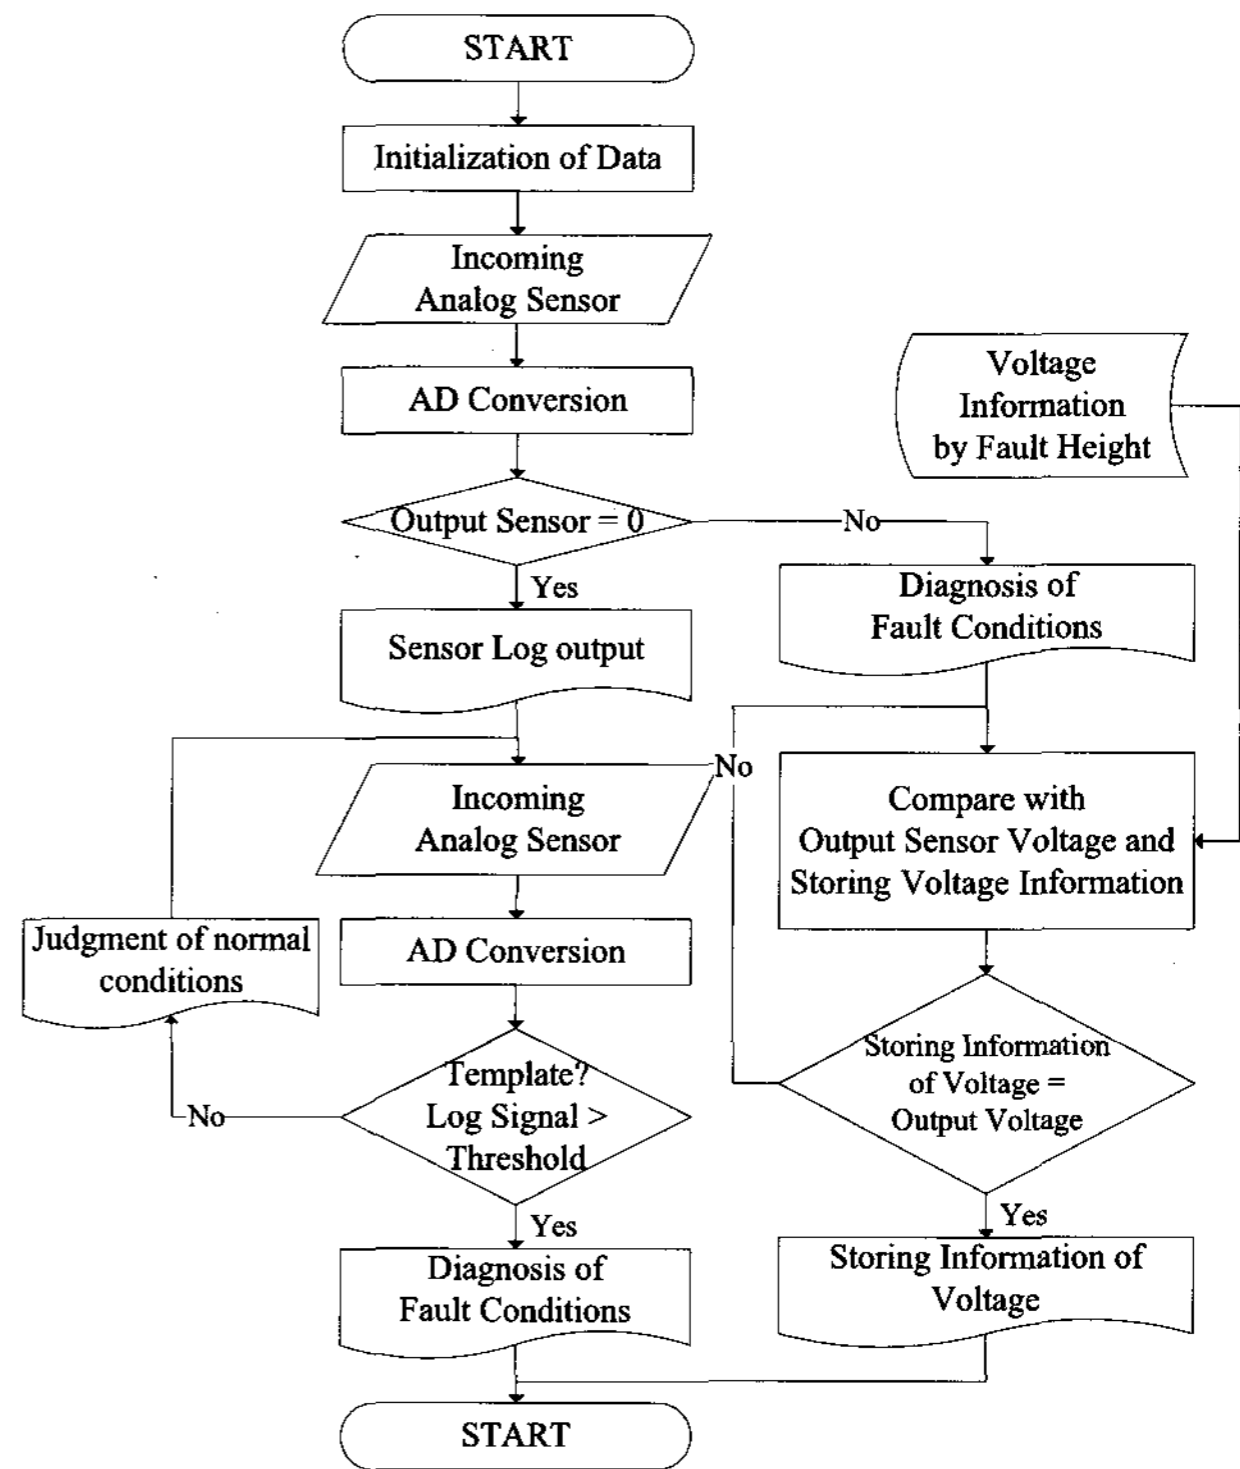 START
Initialization of Data
Incoming
Analog Sensor
AD Conversion
Voltage
Information
by Fault Height
Output Sensor = 0
No
Yes
Diagnosis of
Fault Conditions
Sensor Log output
No
Incoming
Analog Sensor
Compare with
Output Sensor Voltage and
Storing Voltage Information
Judgment of normal
conditions
AD Conversion
Storing Information
of Voltage =
Output Voltage
Template?
Log Signal >
Threshold
No
Yes
Yes
Diagnosis of
Fault Conditions
Storing Information of
Voltage
START